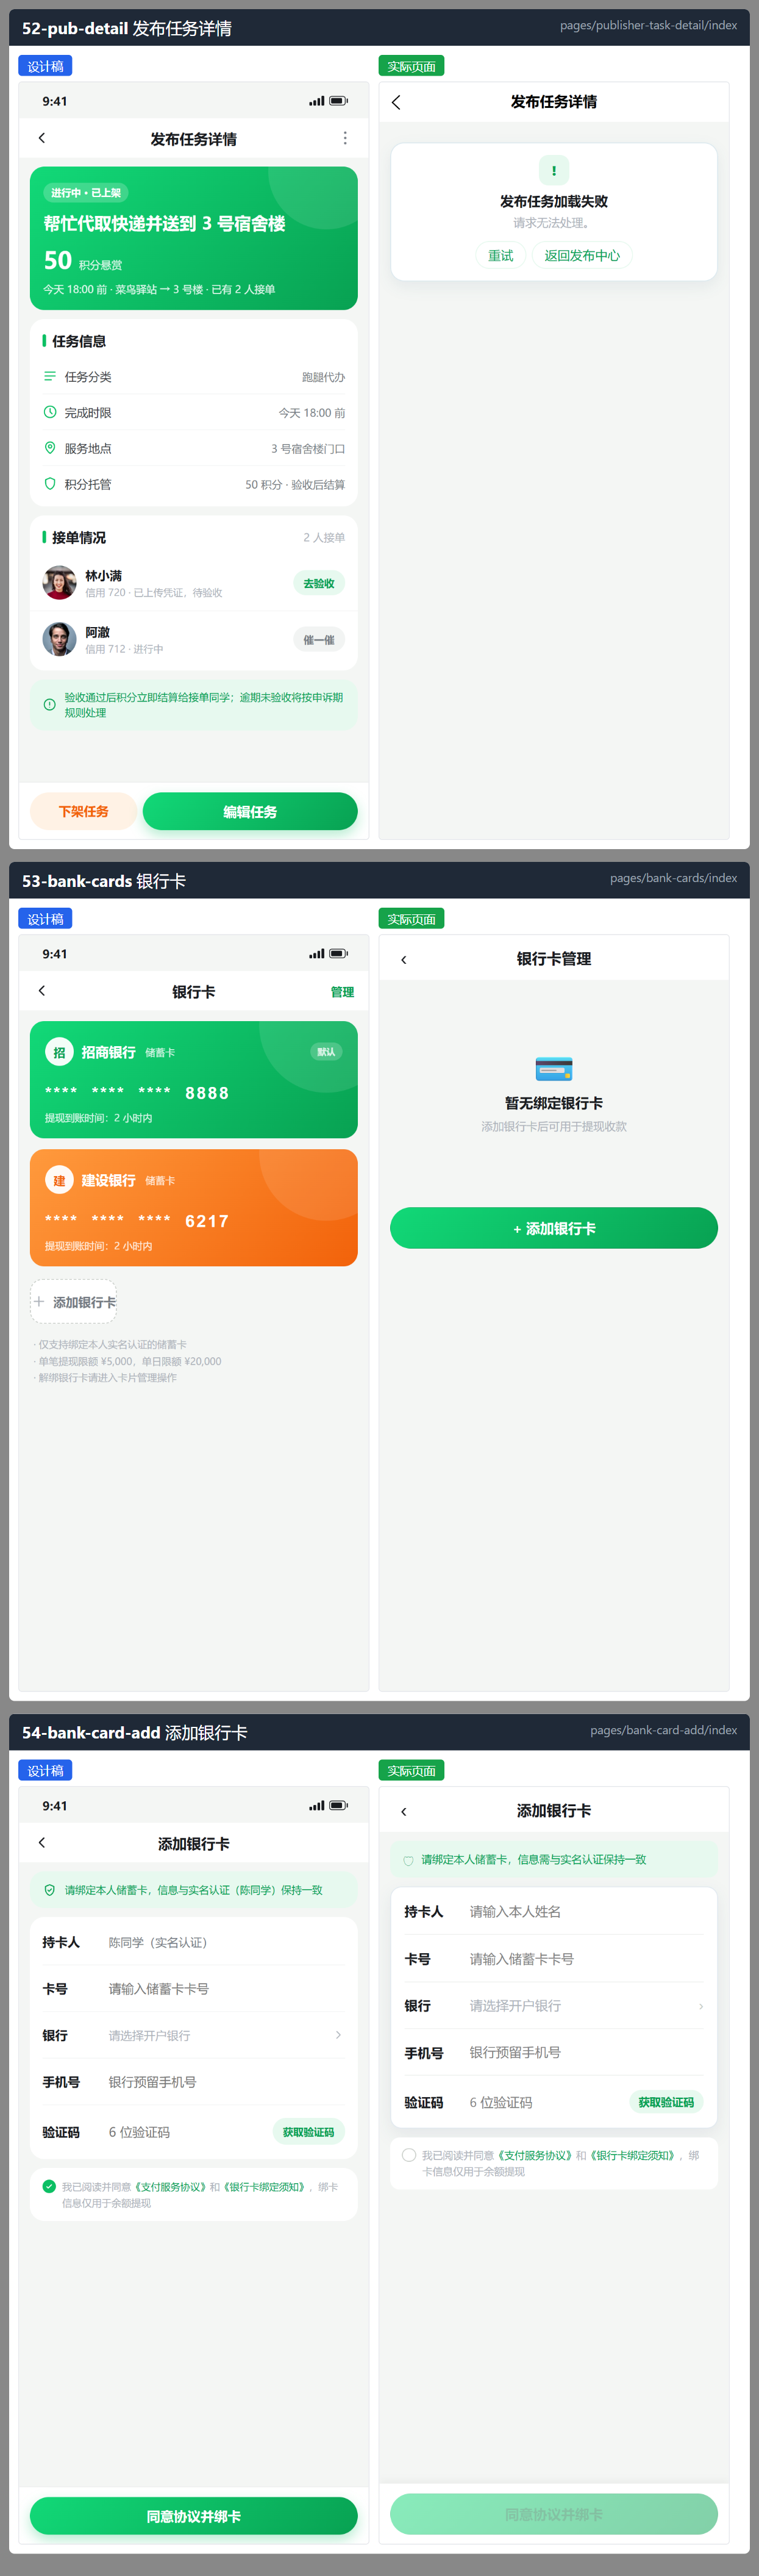 52-pub-detail 发布任务详情
pages/publisher-task-detail/index
设计稿
9:41
发布任务详情
进行中 · 已上架
帮忙代取快递并送到 3 号宿舍楼
50 积分悬赏
今天 18:00 前 · 菜鸟驿站 → 3 号楼 · 已有 2 人接单
任务信息
任务分类
跑腿代办
完成时限
今天 18:00 前
服务地点
3 号宿舍楼门口
积分托管
50 积分 · 验收后结算
接单情况
2 人接单
林小满
信用 720 · 已上传凭证，待验收
去验收
阿澈
信用 712 · 进行中
催一催
验收通过后积分立即结算给接单同学；逾期未验收将按申诉期
规则处理
下架任务
编辑任务
实际页面
发布任务详情
!
发布任务加载失败
请求无法处理。
重试
返回发布中心
53-bank-cards 银行卡
pages/bank-cards/index
设计稿
9:41
银行卡
管理
招
招商银行 储蓄卡
默认
**** **** **** 8888
提现到账时间：2 小时内
建
建设银行 储蓄卡
**** **** **** 6217
提现到账时间：2 小时内
+ 添加银行卡
· 仅支持绑定本人实名认证的储蓄卡
· 单笔提现限额 ¥5,000，单日限额 ¥20,000
· 解绑银行卡请进入卡片管理操作
实际页面
‹
银行卡管理
暂无绑定银行卡
添加银行卡后可用于提现收款
+ 添加银行卡
54-bank-card-add 添加银行卡
pages/bank-card-add/index
设计稿
9:41
添加银行卡
请绑定本人储蓄卡，信息与实名认证（陈同学）保持一致
持卡人
陈同学（实名认证）
卡号
请输入储蓄卡卡号
银行
请选择开户银行
手机号
银行预留手机号
验证码
6 位验证码
获取验证码
我已阅读并同意《支付服务协议》和《银行卡绑定须知》，绑卡
信息仅用于余额提现
同意协议并绑卡
实际页面
‹
添加银行卡
请绑定本人储蓄卡，信息需与实名认证保持一致
持卡人
请输入本人姓名
卡号
请输入储蓄卡卡号
银行
请选择开户银行
›
手机号
银行预留手机号
验证码
6 位验证码
获取验证码
我已阅读并同意《支付服务协议》和《银行卡绑定须知》，绑
卡信息仅用于余额提现
同意协议并绑卡